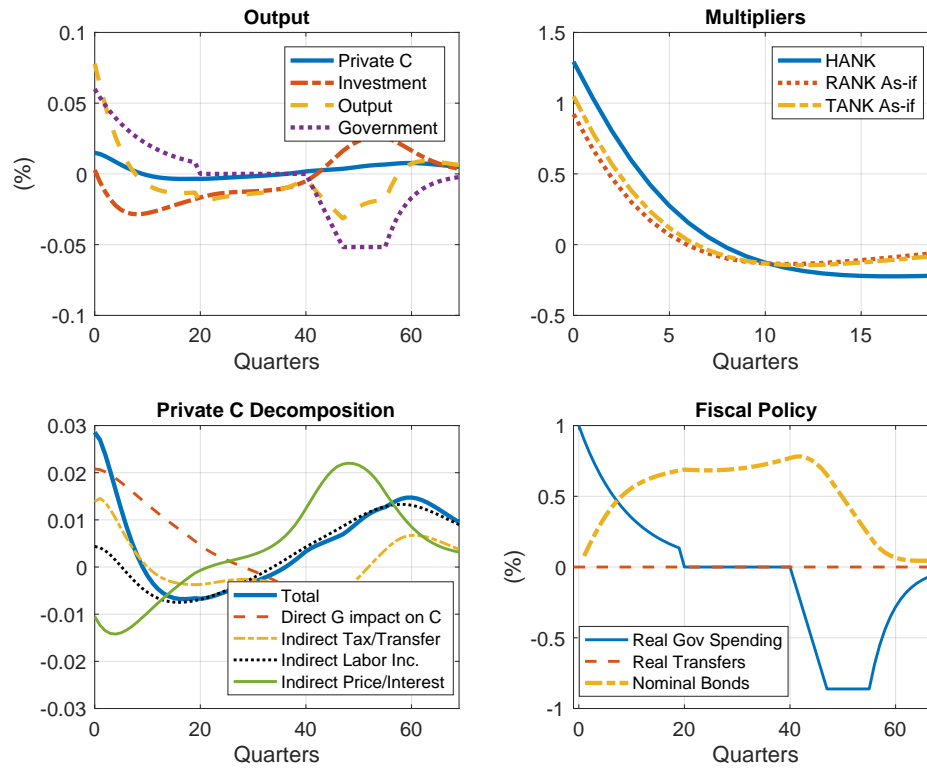 Output
0.1
0.05
0
-0.05
-0.1
(%)
0
20
40
60
Quarters
Private C
Investment
Output
Government
Multipliers
1.5
1
0.5
0
-0.5
0
5
10
15
Quarters
HANK
RANK As-if
TANK As-if
Private C Decomposition
0.03
0.02
0.01
0
-0.01
-0.02
-0.03
0
20
40
60
Quarters
Total
Direct G impact on C
Indirect Tax/Transfer
Indirect Labor Inc.
Indirect Price/Interest
Fiscal Policy
1
0.5
0
-0.5
-1
(%)
0
20
40
60
Quarters
Real Gov Spending
Real Transfers
Nominal Bonds